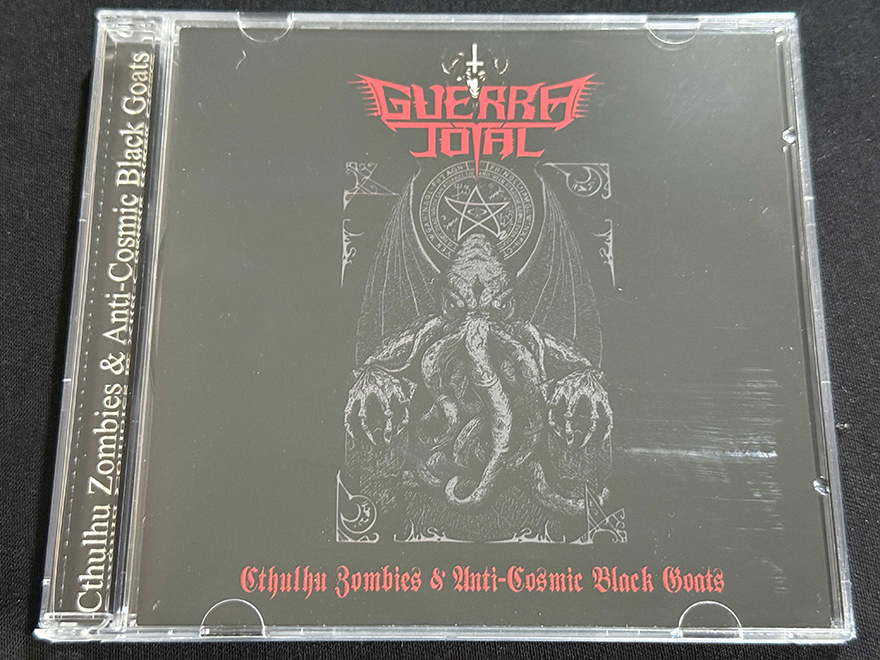 Cthulhu Zombies & Anti-Cosmic Black Goats
GUERRA
TOTAL
Cthulhu Zombies & Anti-Cosmic Black Goats